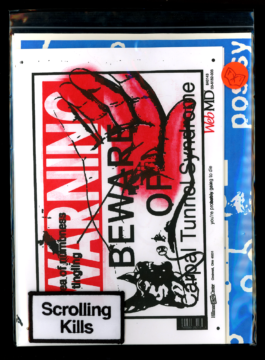 WARNING
area of numbness
tingling
BEWARE
OF
Carpal Tunnel Syndrome
WebMD
you're probably going to die
possy
Scrolling
Kills